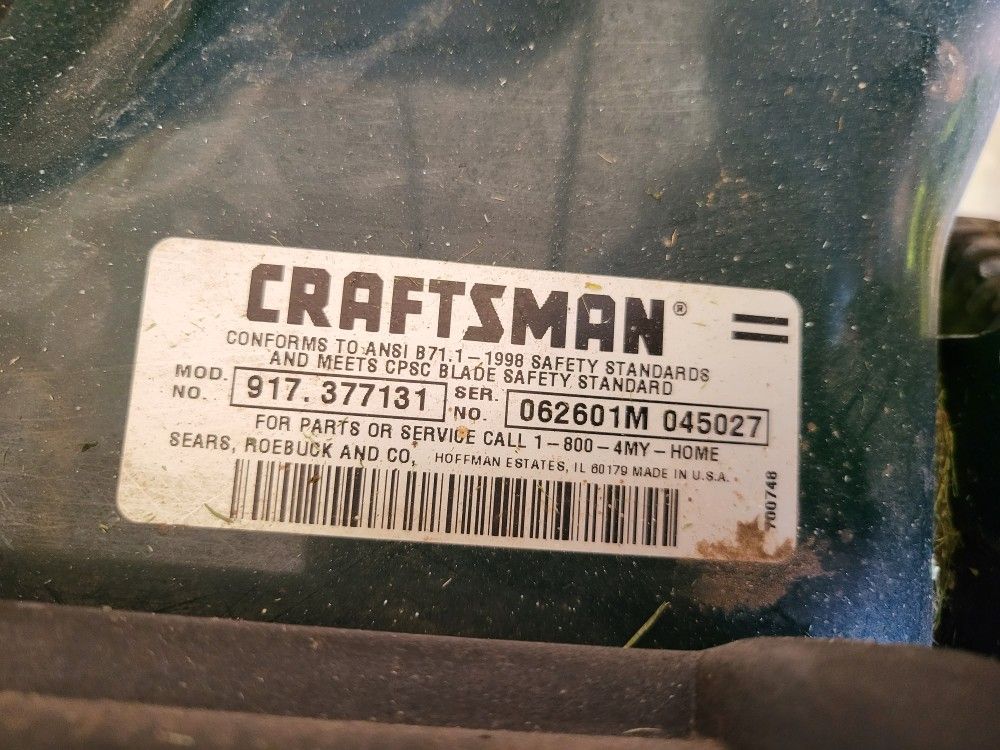 CRAFTSMAN®
CONFORMS TO ANSI B71.1-1998 SAFETY STANDARDS
AND MEETS CPSC BLADE SAFETY STANDARD
MOD. NO. 917. 377131 SER. NO. 062601M 045027
FOR PARTS OR SERVICE CALL 1-800-4MY-HOME
SEARS, ROEBUCK AND CO. HOFFMAN ESTATES, IL 60179 MADE IN U.S.A.
700748